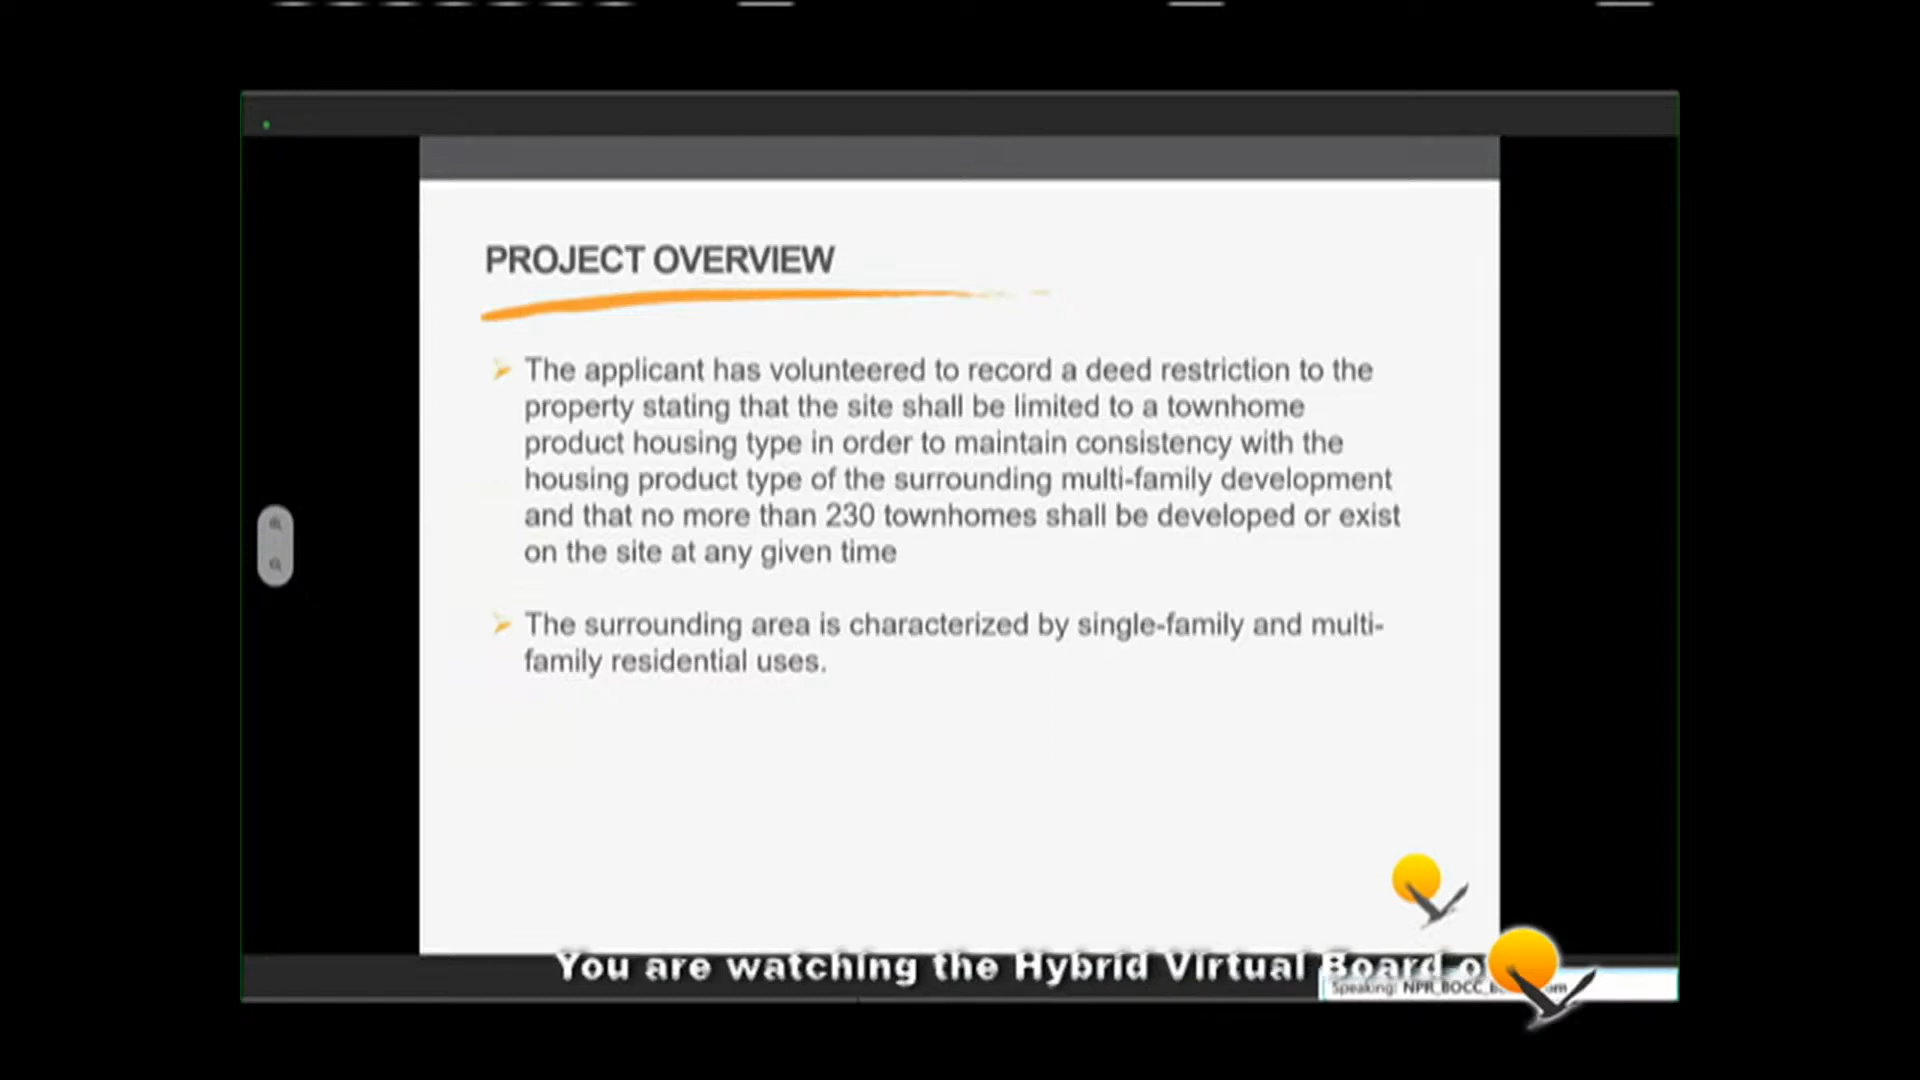 PROJECT OVERVIEW
The applicant has volunteered to record a deed restriction to the
property stating that the site shall be limited to a townhome
product housing type in order to maintain consistency with the
housing product type of the surrounding multi-family development
and that no more than 230 townhomes shall be developed or exist
on the site at any given time
The surrounding area is characterized by single-family and multi-
family residential uses.
You are watching the Hybrid Virtual Board
Speaking: NPR_BOCC